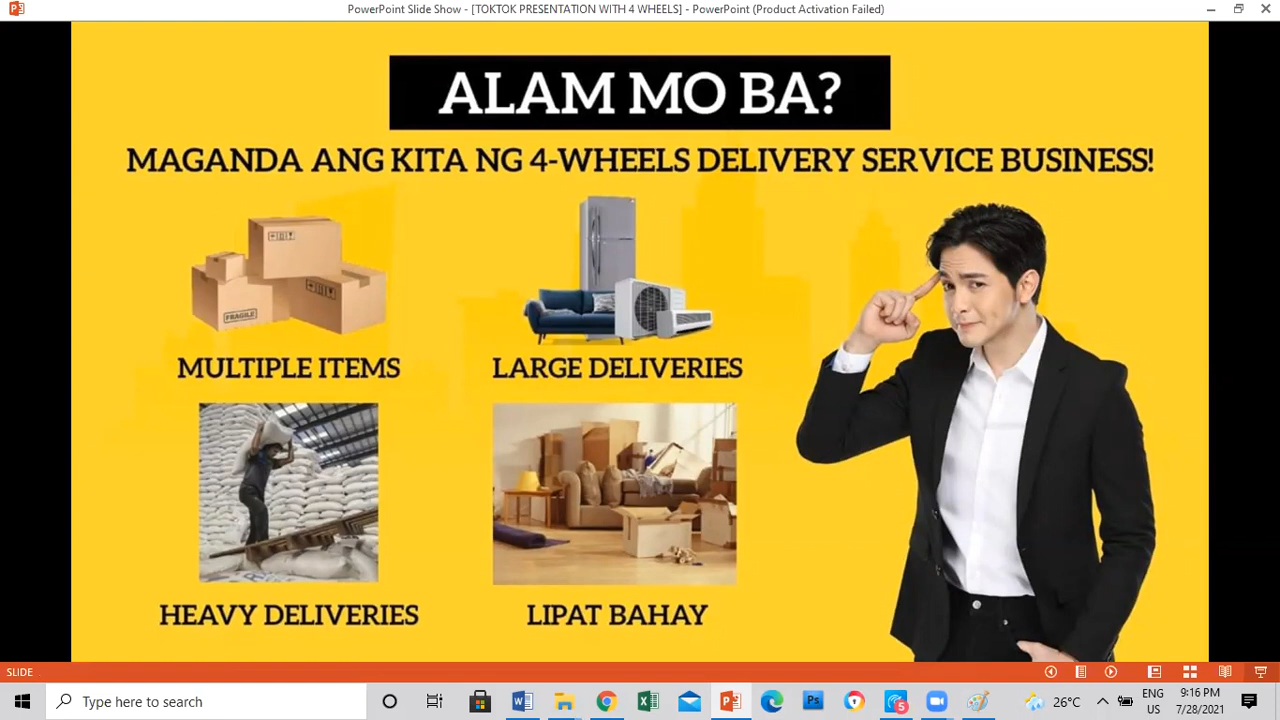 PowerPoint Slide Show - [TOKTOK PRESENTATION WITH 4 WHEELS] - PowerPoint (Product Activation Failed)
ALAM MO BA?
MAGANDA ANG KITA NG 4-WHEELS DELIVERY SERVICE BUSINESS!
FRAGILE
MULTIPLE ITEMS
LARGE DELIVERIES
HEAVY DELIVERIES
LIPAT BAHAY
SLIDE
Type here to search
Ps
5
26°C
ENG
US
9:16 PM
7/28/2021